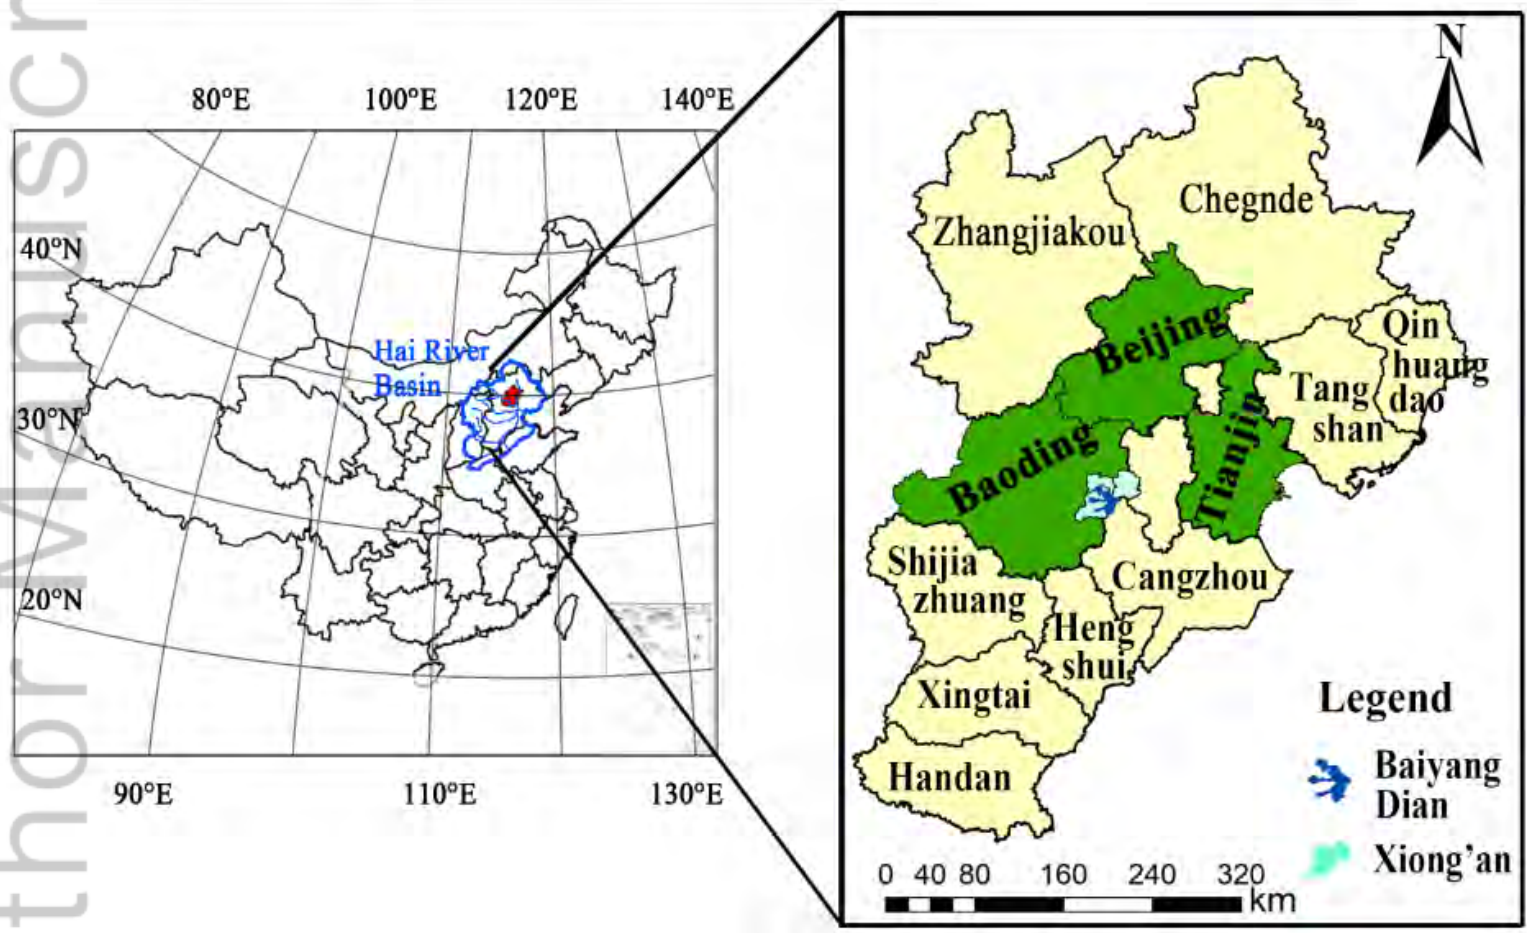 thor Manuscr
80°E 100°E 120°E 140°E
40°N
30°N
20°N
90°E 110°E 130°E
Hai River
Basin
N
Chegnde
Zhangjiakou
Beijing
Qin
huang
dao
Tang
shan
Tianjin
Baoding
Shijia
zhuang
Cangzhou
Heng
shui
Xingtai
Handan
Legend
Baiyang
Dian
Xiong'an
0 40 80 160 240 320
km